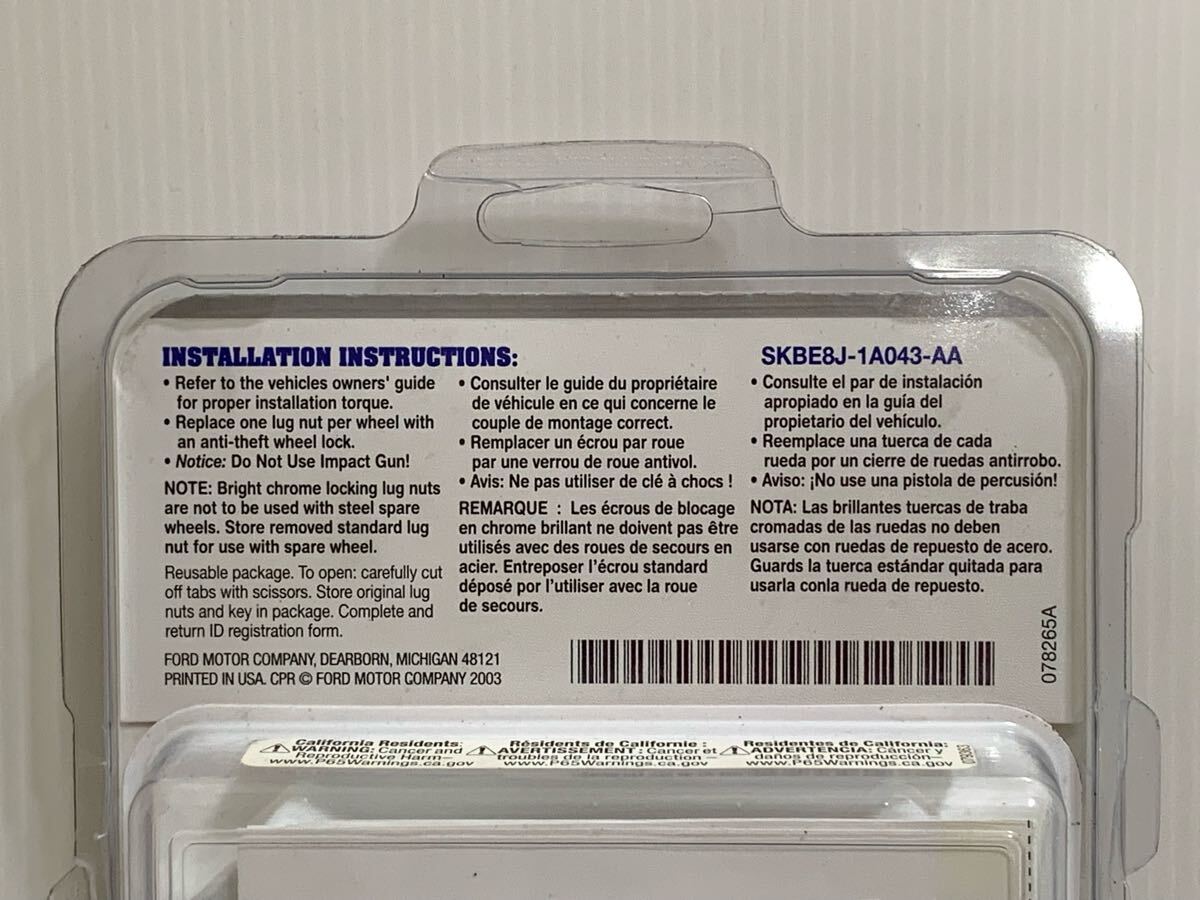 INSTALLATION INSTRUCTIONS:
• Refer to the vehicles owners' guide
for proper installation torque.
• Replace one lug nut per wheel with
an anti-theft wheel lock.
• Notice: Do Not Use Impact Gun!
NOTE: Bright chrome locking lug nuts
are not to be used with steel spare
wheels. Store removed standard lug
nut for use with spare wheel.
Reusable package. To open: carefully cut
off tabs with scissors. Store original lug
nuts and key in package. Complete and
return ID registration form.
FORD MOTOR COMPANY, DEARBORN, MICHIGAN 48121
PRINTED IN USA. CPR © FORD MOTOR COMPANY 2003
• Consulter le guide du propriétaire
de véhicule en ce qui concerne le
couple de montage correct.
• Remplacer un écrou par roue
par une verrou de roue antivol.
• Avis: Ne pas utiliser de clé à chocs !
REMARQUE : Les écrous de blocage
en chrome brillant ne doivent pas être
utilisés avec des roues de secours en
acier. Entreposer l'écrou standard
déposé por l'utiliser avec la roue
de secours.
SKBE8J-1A043-AA
• Consulte el par de instalación
apropiado en la guía del
propietario del vehículo.
• Reemplace una tuerca de cada
rueda por un cierre de ruedas antirrobo.
• Aviso: ¡No use una pistola de percusión!
NOTA: Las brillantes tuercas de traba
cromadas de las ruedas no deben
usarse con ruedas de repuesto de acero.
Guards la tuerca estándar quitada para
usarla conla rueda de repuesto.
078265A
California Residents:
⚠WARNING: Cancer and
Reproductive Harm–
www.P65Warnings.ca.gov
Résidents de Californie :
⚠AVERTISSEMENT : Cancer et
troubles de la reproduction –
www.P65Warnings.ca.gov
Residentes de California:
⚠ADVERTENCIA: Cáncer y
daños de reproducción–
www.P65Warnings.ca.gov